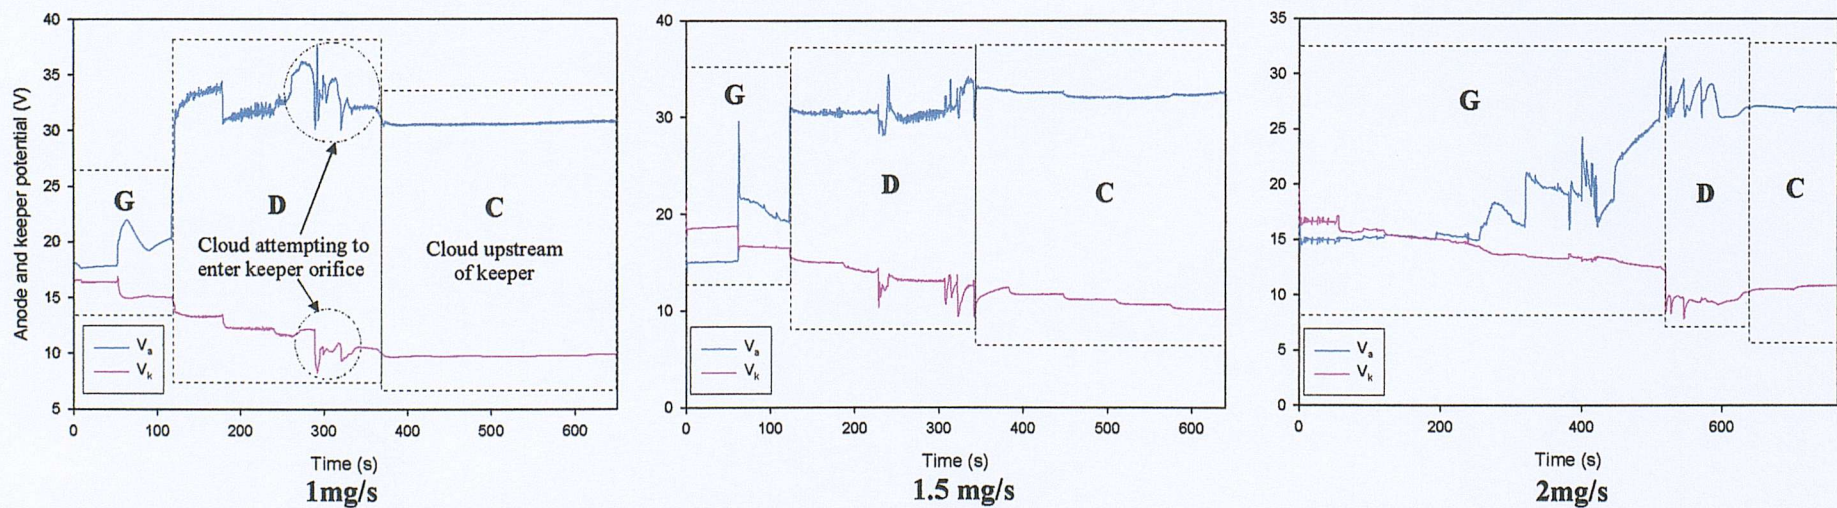 Anode and keeper potential (V)
40
35
30
25
20
15
10
5
G
D
C
Cloud attempting to
enter keeper orifice
Cloud upstream
of keeper
Va
Vk
0 100 200 300 400 500 600
Time (s)
1mg/s
40
30
20
10
0
G
D
C
Va
Vk
0 100 200 300 400 500 600
Time (s)
1.5 mg/s
35
30
25
20
15
10
5
0
G
D
C
Va
Vk
0 200 400 600
Time (s)
2mg/s